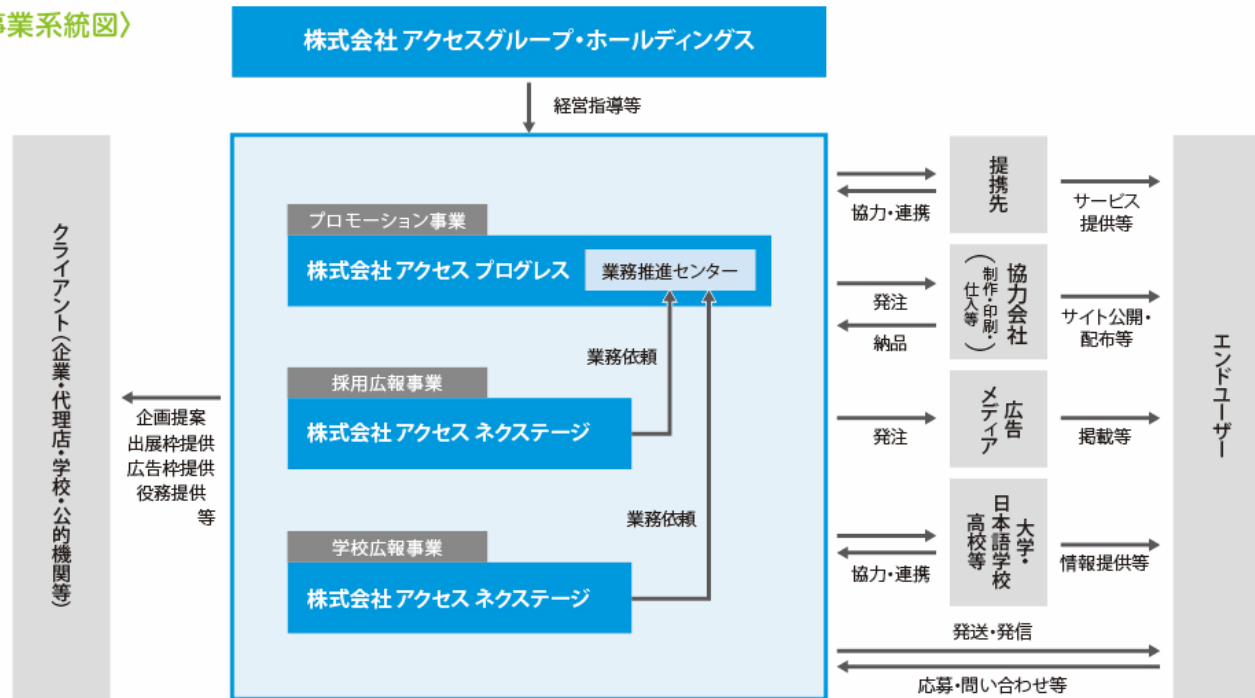 事業系統図〉
株式会社 アクセスグループ・ホールディングス
経営指導等
クライアント(企業・代理店・学校・公的機関等)
企画提案
出展枠提供
広告枠提供
役務提供
等
プロモーション事業
株式会社 アクセス プログレス
業務推進センター
業務依頼
採用広報事業
株式会社 アクセス ネクステージ
業務依頼
学校広報事業
株式会社 アクセス ネクステージ
協力・連携
提携先
サービス
提供等
発注
納品
協力会社
(制作・印刷・
仕入等)
サイト公開・
配布等
発注
広告
メディア
掲載等
協力・連携
大学・
日本語学校
高校等
情報提供等
発送・発信
応募・問い合わせ等
エンドユーザー